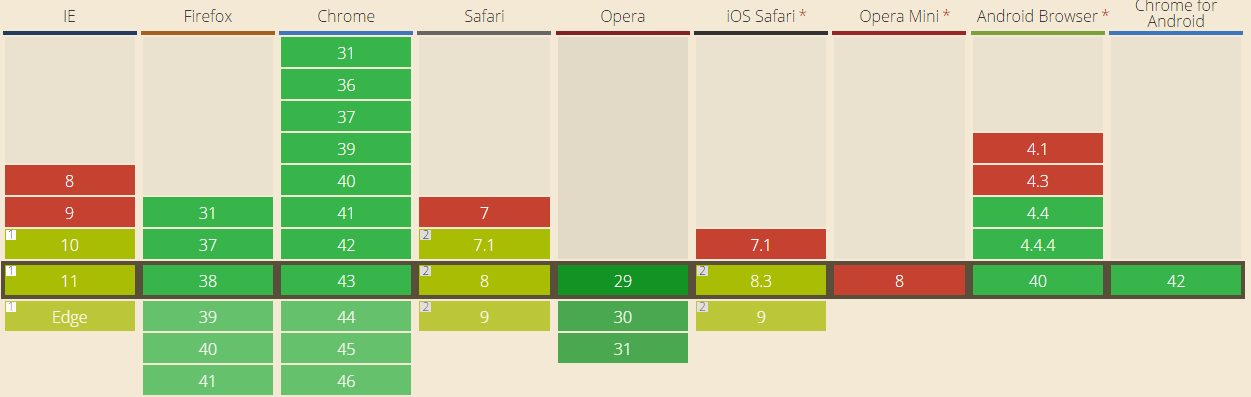 IE Firefox Chrome Safari Opera iOS Safari * Opera Mini * Android Browser * Chrome for Android
31
36
37
39 4.1
8 40 4.3
9 31 41 7 4.4
1 10 37 42 2 7.1 7.1 4.4.4
1 11 38 43 2 8 29 2 8.3 8 40 42
1 Edge 39 44 2 9 30 2 9
40 45 31
41 46